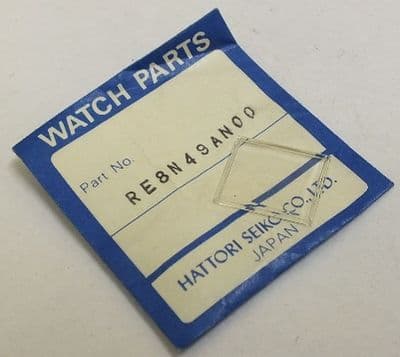 WATCH PARTS
Part No.
RE8N49AN00
HATTORI SEIKO CO., LTD.
JAPAN